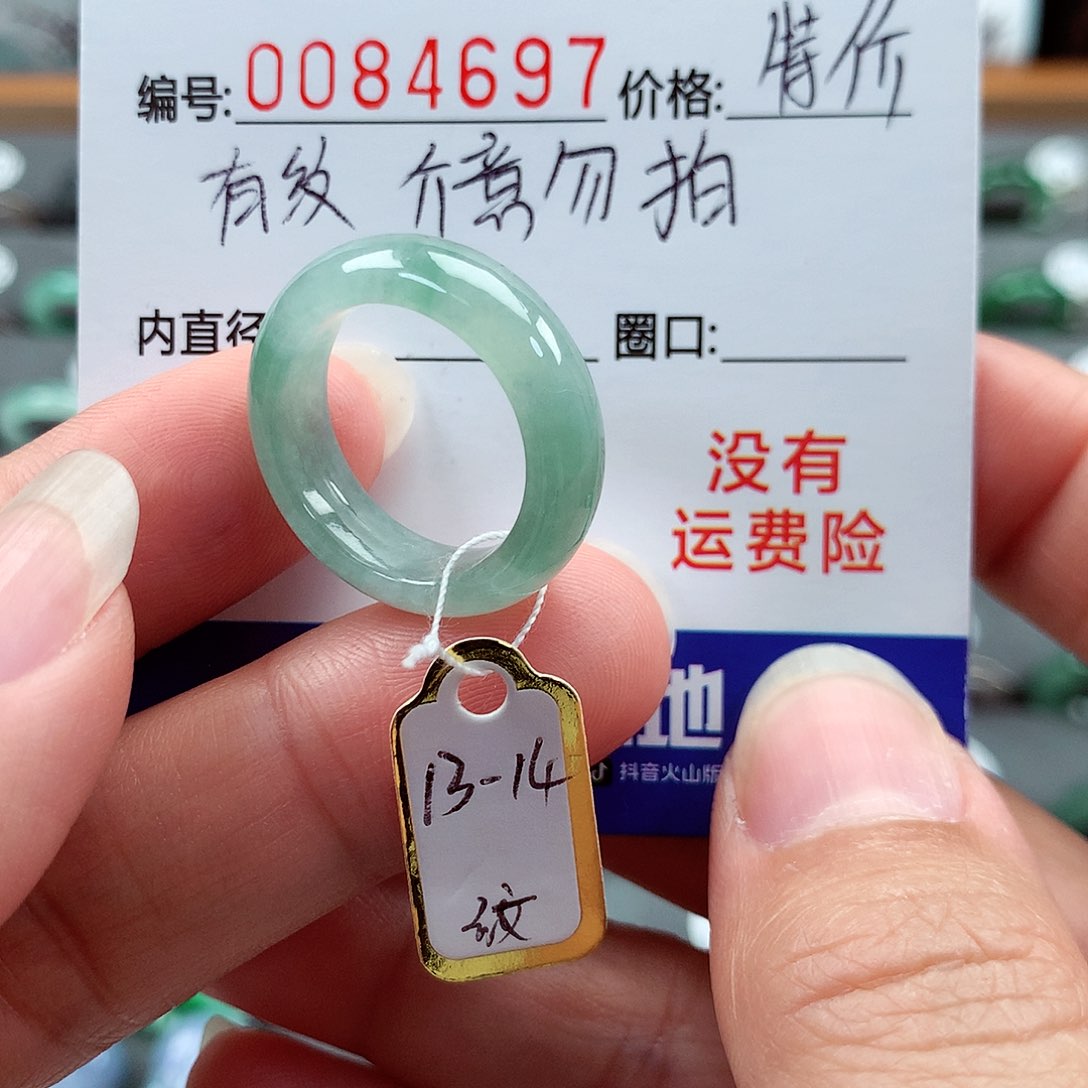 编号: 0084697 价格: 特价
有纹 介意勿拍
内直径 圈口:
没有
运费险
地
抖音火山版
13-14
纹